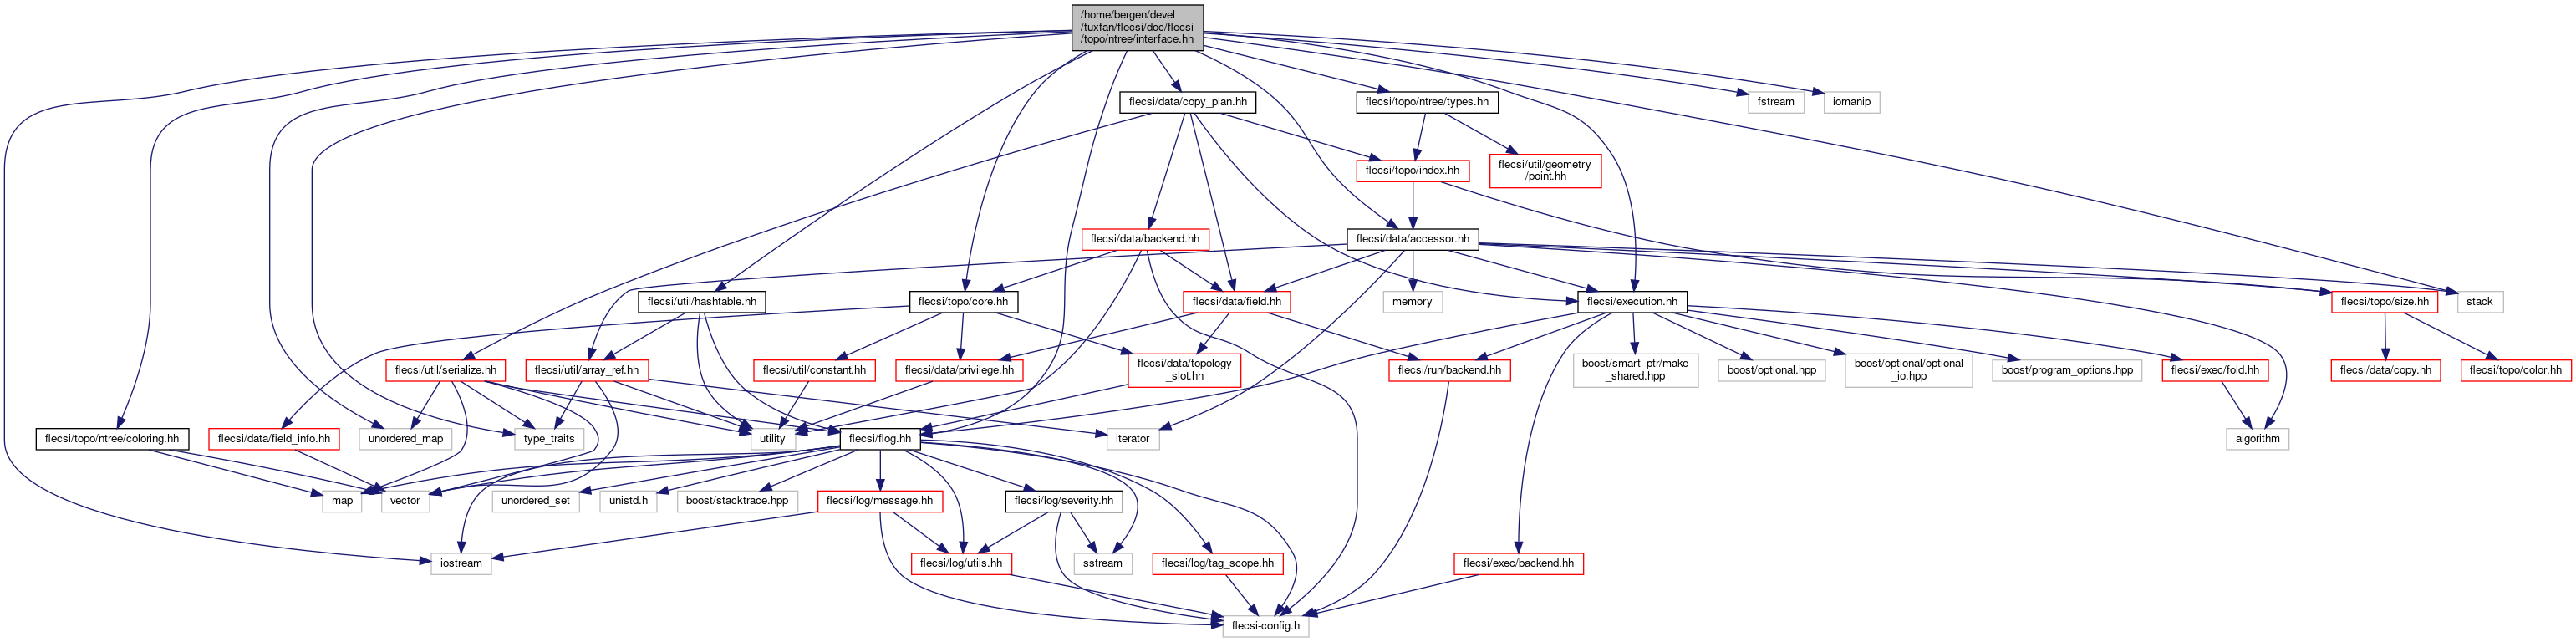 /home/bergen/devel
/tuxfan/flecsi/doc/flecsi
/topo/ntree/interface.hh
flecsi/data/copy_plan.hh
flecsi/topo/ntree/types.hh
fstream
iomanip
flecsi/topo/index.hh
flecsi/util/geometry
/point.hh
flecsi/data/backend.hh
flecsi/data/accessor.hh
flecsi/util/hashtable.hh
flecsi/topo/core.hh
flecsi/data/field.hh
memory
flecsi/execution.hh
flecsi/topo/size.hh
stack
flecsi/util/serialize.hh
flecsi/util/array_ref.hh
flecsi/util/constant.hh
flecsi/data/privilege.hh
flecsi/data/topology
_slot.hh
flecsi/run/backend.hh
boost/smart_ptr/make
_shared.hpp
boost/optional.hpp
boost/optional/optional
_io.hpp
boost/program_options.hpp
flecsi/exec/fold.hh
flecsi/data/copy.hh
flecsi/topo/color.hh
flecsi/topo/ntree/coloring.hh
flecsi/data/field_info.hh
unordered_map
type_traits
utility
flecsi/flog.hh
iterator
algorithm
map
vector
unordered_set
unistd.h
boost/stacktrace.hpp
flecsi/log/message.hh
flecsi/log/severity.hh
iostream
flecsi/log/utils.hh
sstream
flecsi/log/tag_scope.hh
flecsi/exec/backend.hh
flecsi-config.h